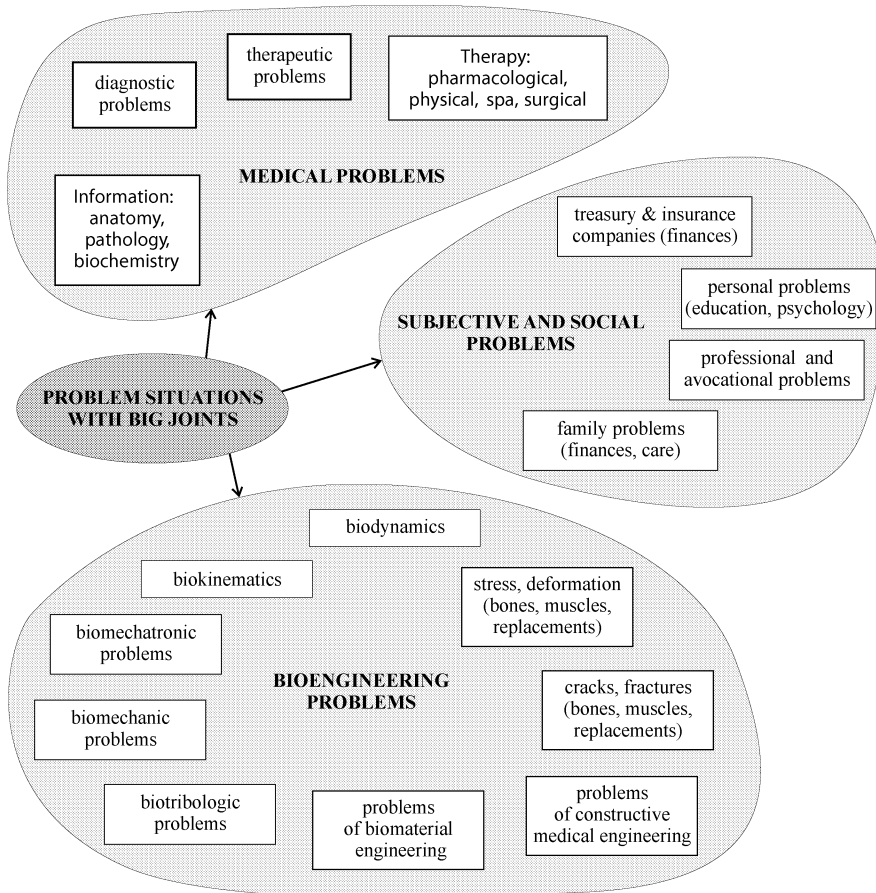 therapeutic
problems
Therapy:
pharmacological,
physical, spa, surgical
diagnostic
problems
MEDICAL PROBLEMS
Information:
anatomy,
pathology,
biochemistry
treasury & insurance
companies (finances)
personal problems
(education, psychology)
SUBJECTIVE AND SOCIAL
PROBLEMS
professional and
avocational problems
family problems
(finances, care)
PROBLEM SITUATIONS
WITH BIG JOINTS
biodynamics
biokinematics
stress, deformation
(bones, muscles,
replacements)
biomechatronic
problems
BIOENGINEERING
PROBLEMS
cracks, fractures
(bones, muscles,
replacements)
biomechanic
problems
biotribologic
problems
problems
of biomaterial
engineering
problems
of constructive
medical engineering